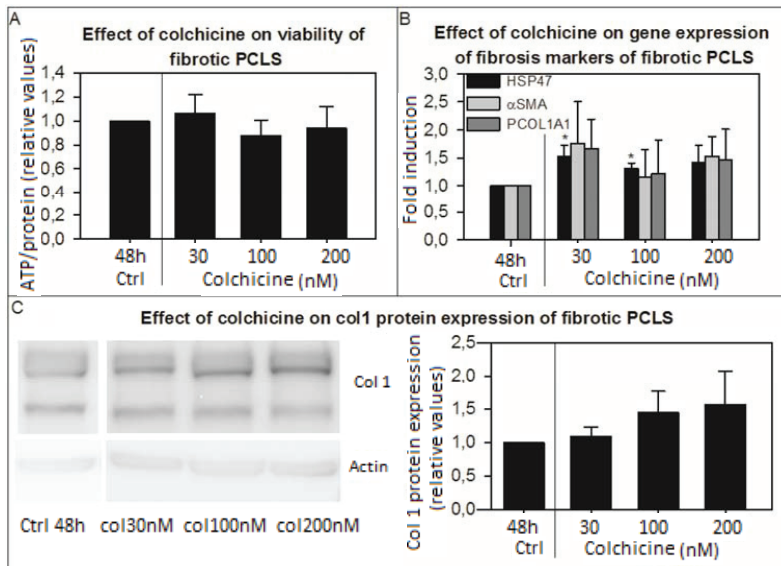 A
Effect of colchicine on viability of
fibrotic PCLS
ATP/protein (relative values)
1,4
1,2
1,0
0,8
0,6
0,4
0,2
0,0
48h 30 100 200
Ctrl Colchicine (nM)
B
Effect of colchicine on gene expression
of fibrosis markers of fibrotic PCLS
Fold induction
3,0
2,5
2,0
1,5
1,0
0,5
0,0
HSP47
αSMA
PCOL1A1
* *
48h 30 100 200
Ctrl Colchicine (nM)
C
Effect of colchicine on col1 protein expression of fibrotic PCLS
Col 1
Actin
Ctrl 48h col30nM col100nM col200nM
Col 1 protein expression
(relative values)
2,5
2,0
1,5
1,0
0,5
0,0
48h 30 100 200
Ctrl Colchicine (nM)